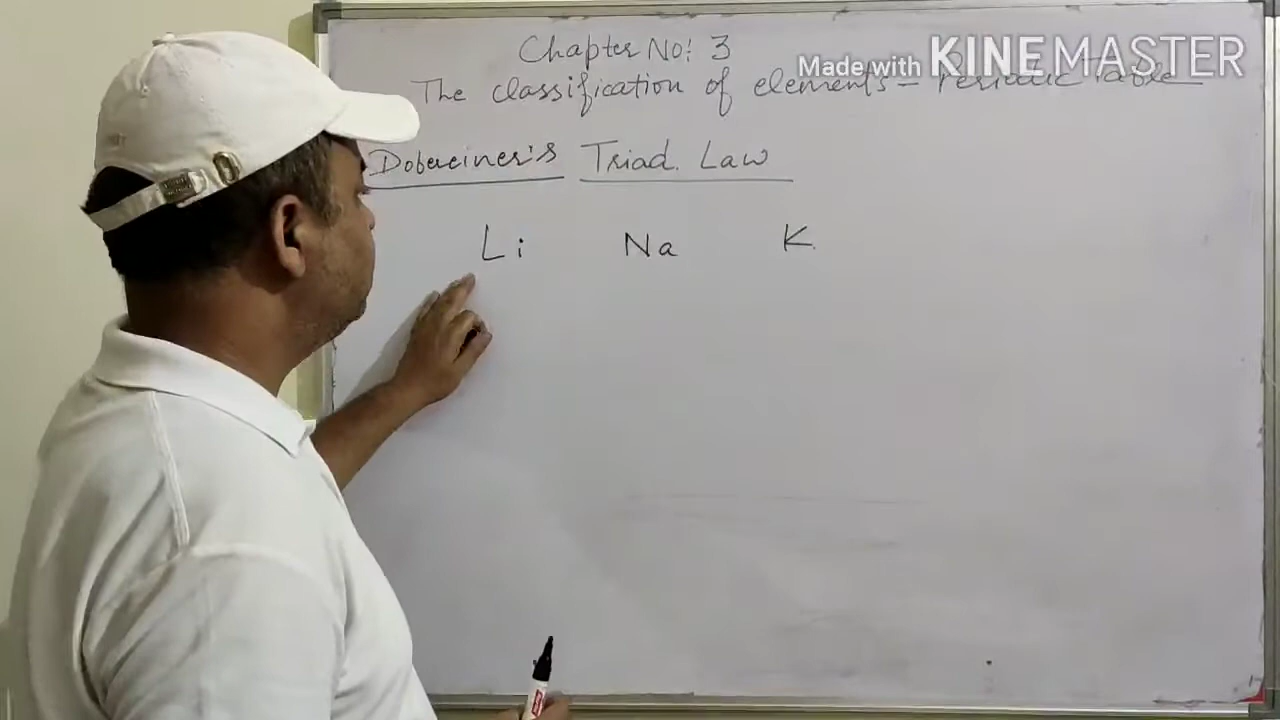 Chapter No: 3
Made with KINEMASTER
The classification of elements = Periodic Table
Dobereiner's Triad. Law
Li Na K